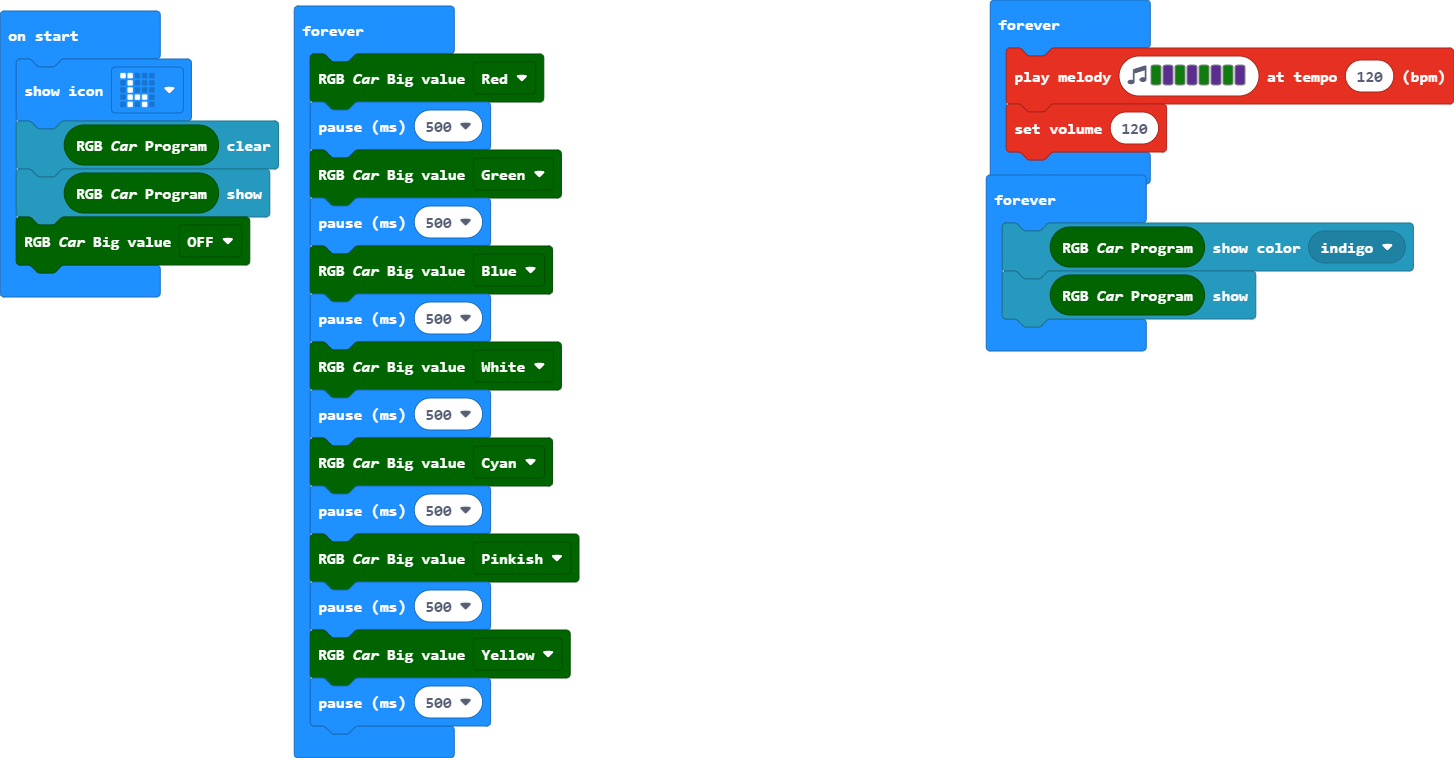 on start
show icon
RGB Car Program clear
RGB Car Program show
RGB Car Big value OFF
forever
RGB Car Big value Red
pause (ms) 500
RGB Car Big value Green
pause (ms) 500
RGB Car Big value Blue
pause (ms) 500
RGB Car Big value White
pause (ms) 500
RGB Car Big value Cyan
pause (ms) 500
RGB Car Big value Pinkish
pause (ms) 500
RGB Car Big value Yellow
pause (ms) 500
forever
play melody at tempo 120 (bpm)
set volume 120
forever
RGB Car Program show color indigo
RGB Car Program show